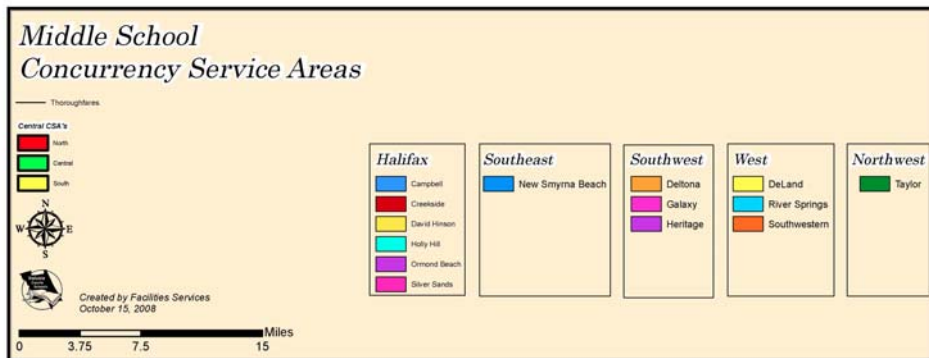 Middle School
Concurrency Service Areas
Thoroughfares
Central CSA's
North
Central
South
N
W E
S
Created by Facilities Services
October 15, 2008
Miles
0 3.75 7.5 15
Halifax
Campbell
Creekside
David Hinson
Holly Hill
Ormond Beach
Silver Sands
Southeast
New Smyrna Beach
Southwest
Deltona
Galaxy
Heritage
West
DeLand
River Springs
Southwestern
Northwest
Taylor